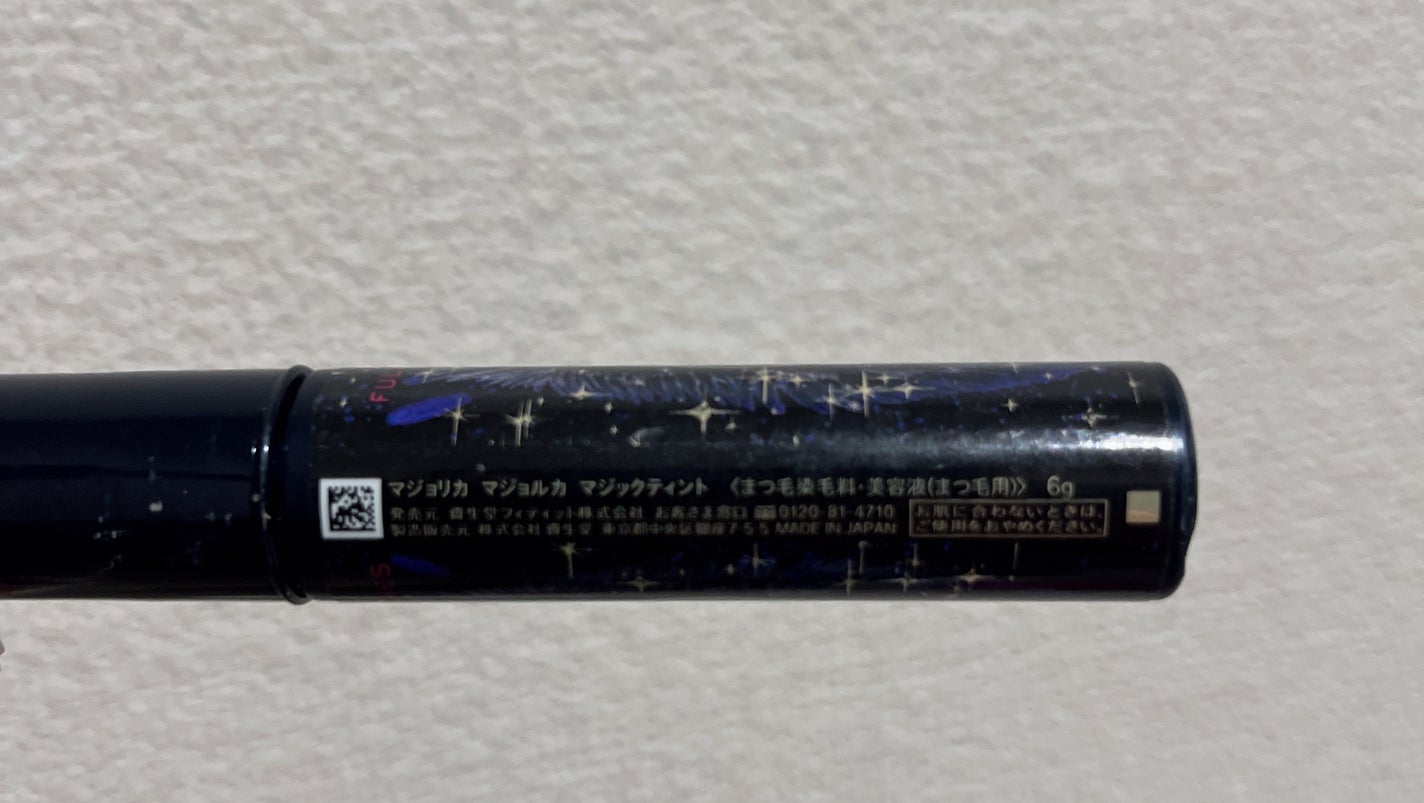 FUL
マジョリカ マジョルカ マジックティント 《まつ毛染毛料・美容液(まつ毛用)》 6g
発売元 資生堂フィティット株式会社 お客さま窓口 0120-81-4710
製造販売元 株式会社 資生堂 東京都中央区銀座7-5-5 MADE IN JAPAN
お肌に合わないときは
ご使用をおやめください。
ESS